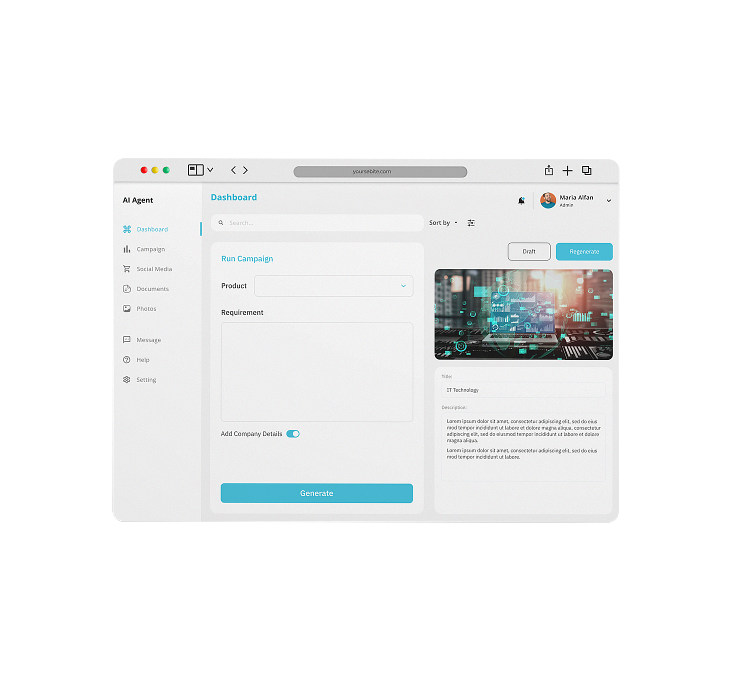 yoursebite.com
AI Agent
Dashboard
Campaign
Social Media
Documents
Photos
Message
Help
Setting
Dashboard
Maria Alfan
Admin
Search...
Sort by
Run Campaign
Product
Requirement
Add Company Details
Generate
Draft
Regenerate
Title:
IT Technology
Description:
Lorem ipsum dolor sit amet, consectetur adipiscing elit, sed do eius
mod tempor incididunt ut labore et dolore magna aliqua, consectetur
adipiscing elit, sed do eiusmod tempor incididunt ut labore et dolore
magna aliqua.
Lorem ipsum dolor sit amet, consectetur adipiscing elit, sed do eius
mod tempor incididunt ut labore.